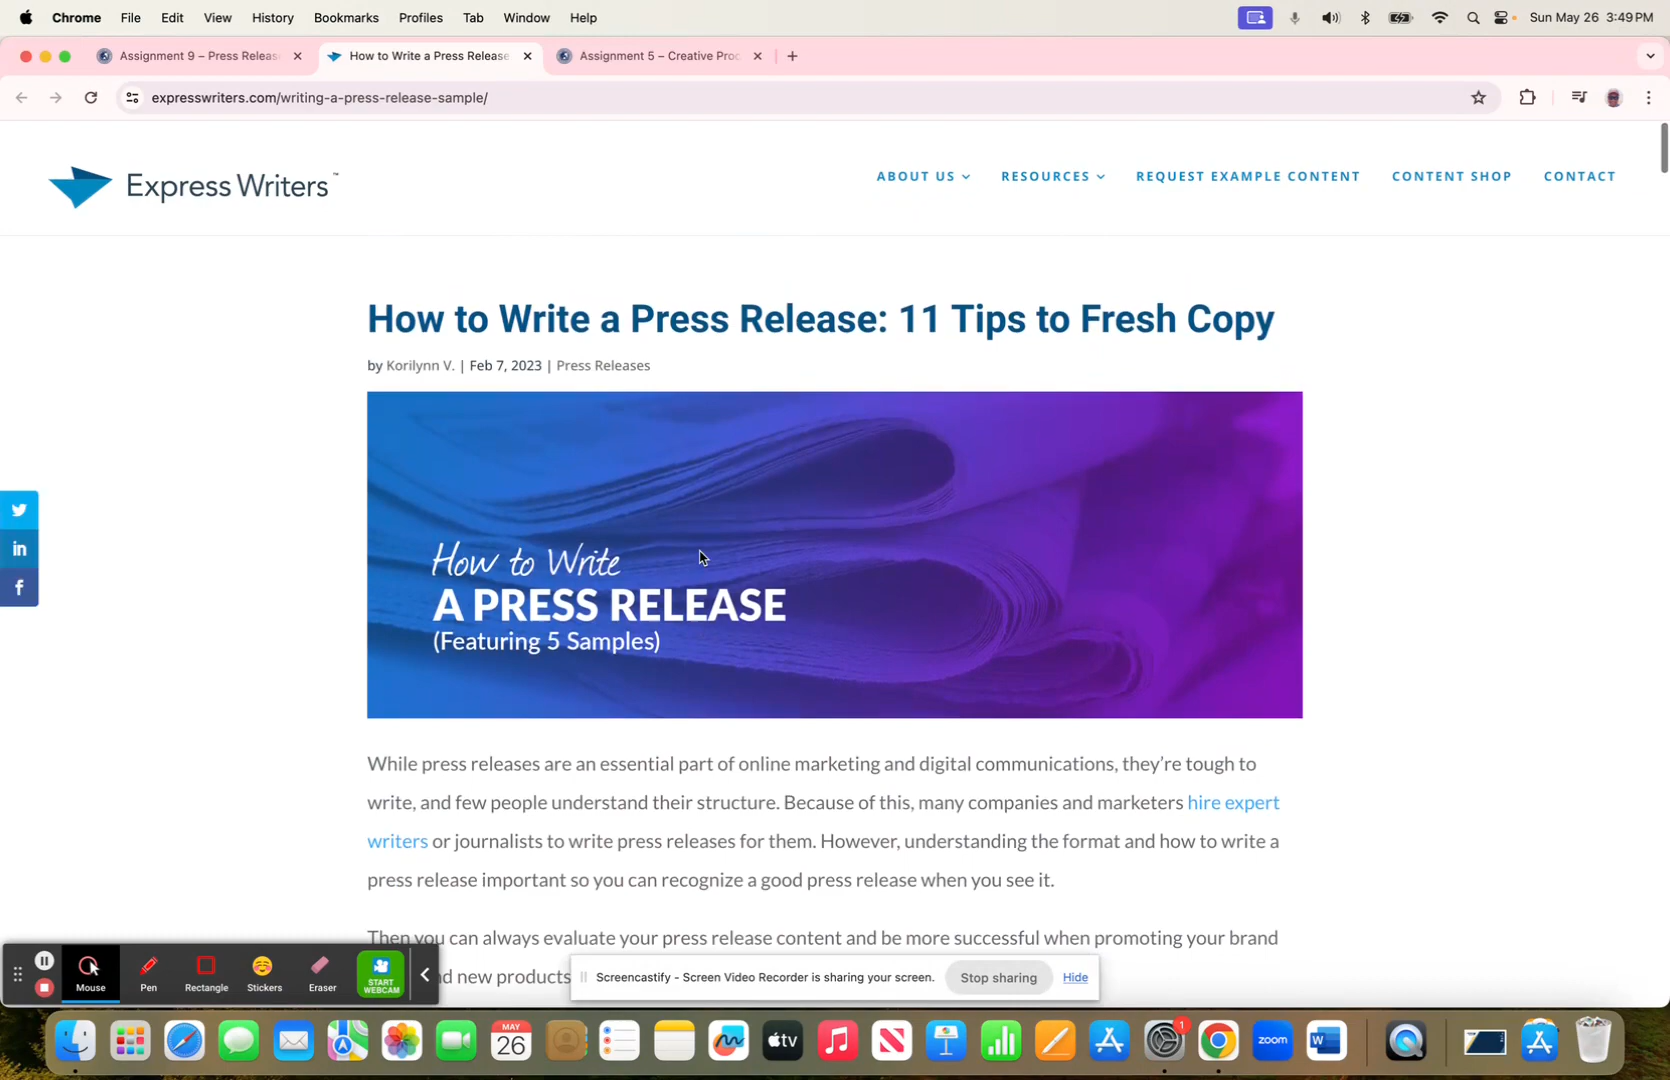 Chrome File Edit View History Bookmarks Profiles Tab Window Help Sun May 26 3:49 PM
Assignment 9 – Press Releas How to Write a Press Release Assignment 5 – Creative Proc
expresswriters.com/writing-a-press-release-sample/
Express Writers™ ABOUT US RESOURCES REQUEST EXAMPLE CONTENT CONTENT SHOP CONTACT
How to Write a Press Release: 11 Tips to Fresh Copy
by Korilynn V. | Feb 7, 2023 | Press Releases
How to Write
A PRESS RELEASE
(Featuring 5 Samples)
While press releases are an essential part of online marketing and digital communications, they’re tough to
write, and few people understand their structure. Because of this, many companies and marketers hire expert
writers or journalists to write press releases for them. However, understanding the format and how to write a
press release important so you can recognize a good press release when you see it.
Then you can always evaluate your press release content and be more successful when promoting your brand
nd new products
Mouse Pen Rectangle Stickers Eraser START WEBCAM
Screencastify - Screen Video Recorder is sharing your screen. Stop sharing Hide
MAY
26
tv
1
zoom
W